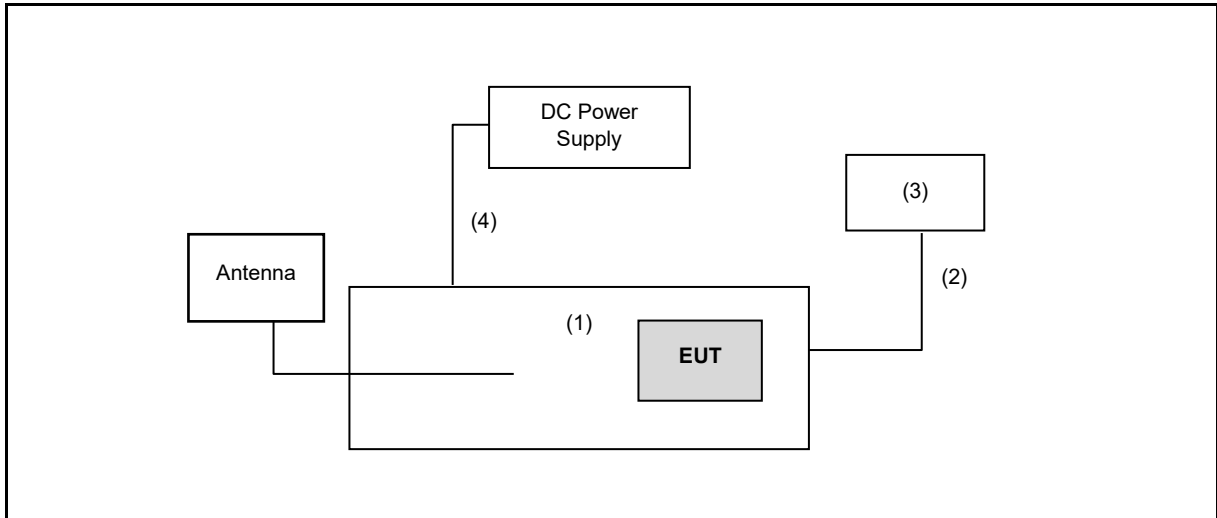 DC Power
Supply
(3)
(4)
Antenna
(2)
(1)
EUT